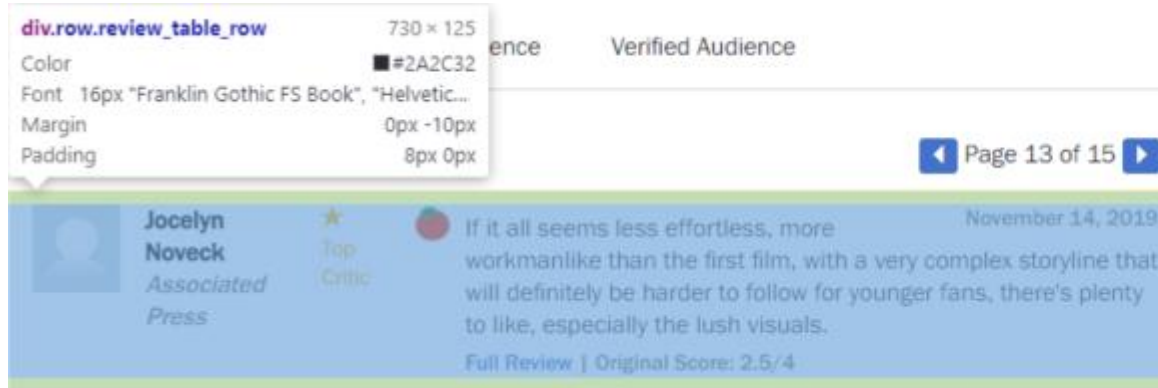 div.row.review_table_row 730 × 125
Color #2A2C32
Font 16px "Franklin Gothic FS Book", "Helvetic...
Margin 0px -10px
Padding 8px 0px
ence Verified Audience
Page 13 of 15
Jocelyn
Noveck
Associated
Press
Top
Critic
November 14, 2019
If it all seems less effortless, more
workmanlike than the first film, with a very complex storyline that
will definitely be harder to follow for younger fans, there's plenty
to like, especially the lush visuals.
Full Review | Original Score: 2.5/4